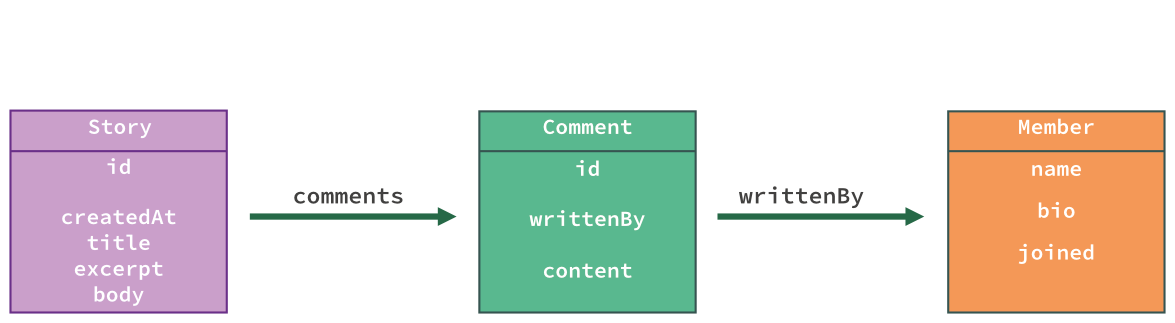 Story
id
createdAt
title
excerpt
body
comments
Comment
id
writtenBy
content
writtenBy
Member
name
bio
joined